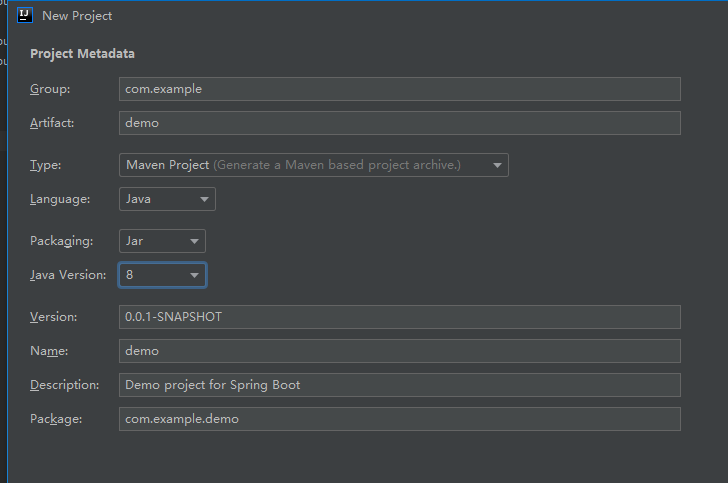 IJ New Project
Project Metadata
Group: com.example
Artifact: demo
Type: Maven Project (Generate a Maven based project archive.)
Language: Java
Packaging: Jar
Java Version: 8
Version: 0.0.1-SNAPSHOT
Name: demo
Description: Demo project for Spring Boot
Package: com.example.demo